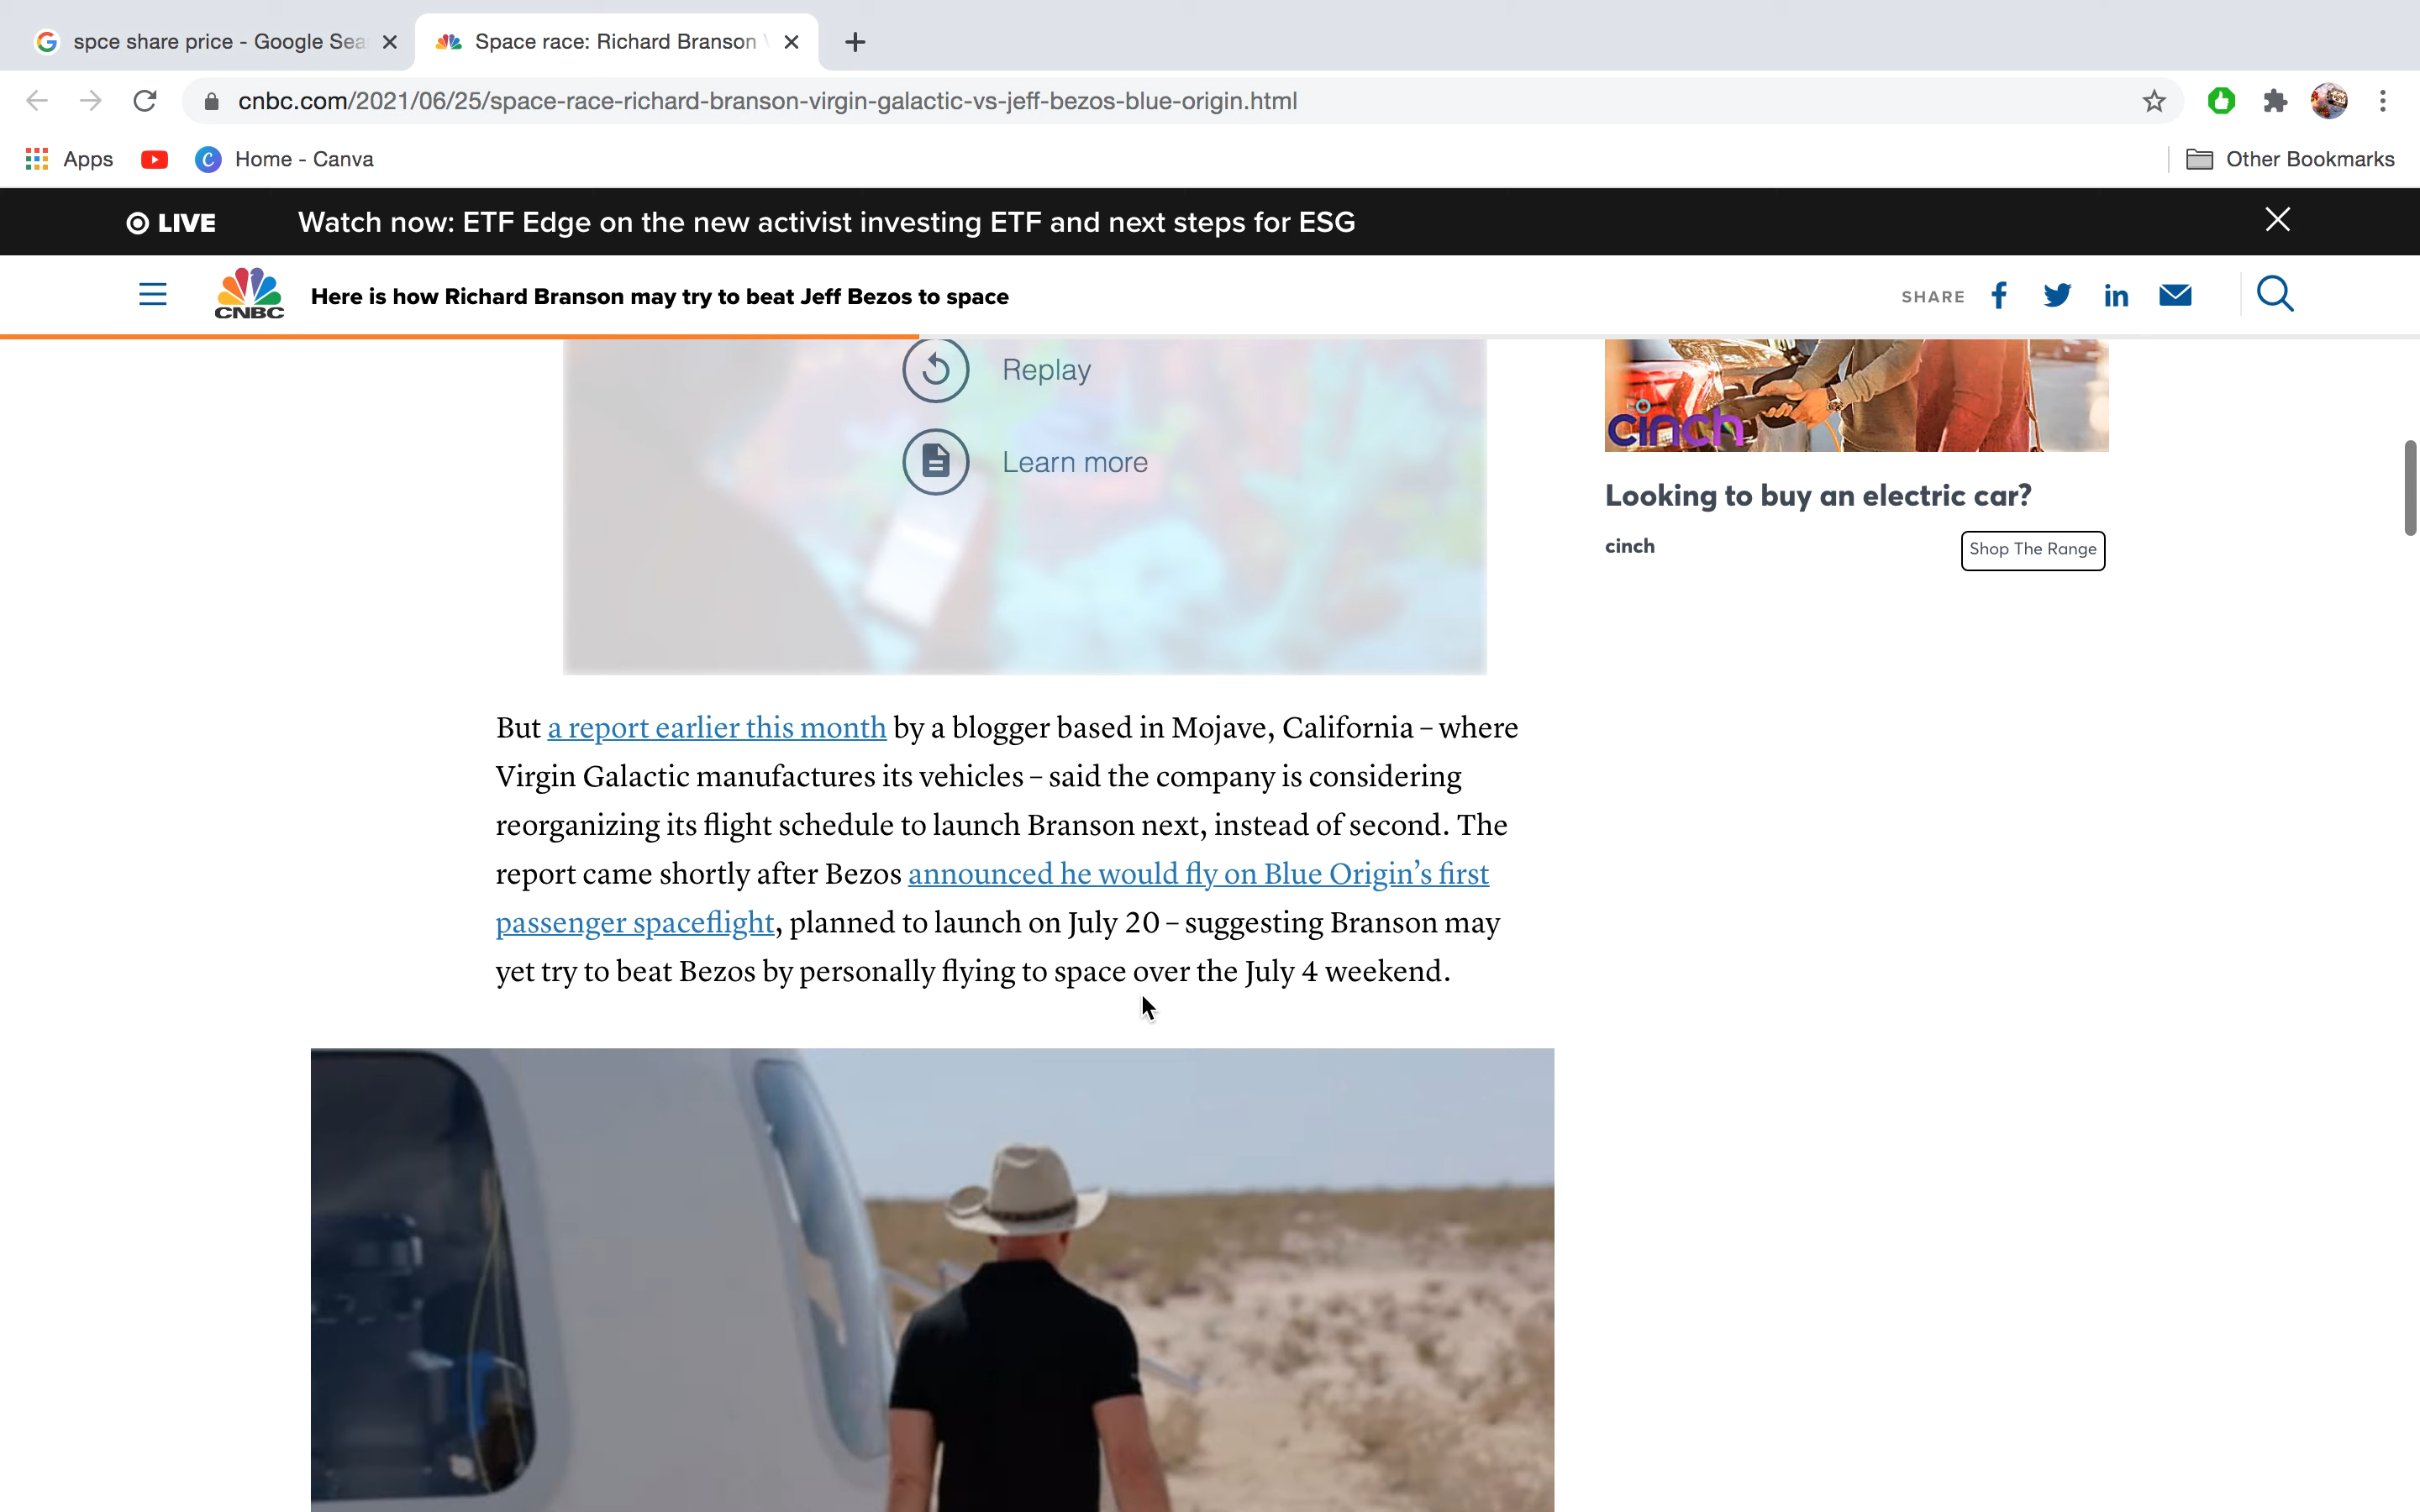 spce share price - Google Sea
Space race: Richard Branson
cnbc.com/2021/06/25/space-race-richard-branson-virgin-galactic-vs-jeff-bezos-blue-origin.html
Apps
Home - Canva
Other Bookmarks
LIVE
Watch now: ETF Edge on the new activist investing ETF and next steps for ESG
CNBC
Here is how Richard Branson may try to beat Jeff Bezos to space
SHARE
Replay
Learn more
cinch
Looking to buy an electric car?
cinch
Shop The Range
But a report earlier this month by a blogger based in Mojave, California – where
Virgin Galactic manufactures its vehicles – said the company is considering
reorganizing its flight schedule to launch Branson next, instead of second. The
report came shortly after Bezos announced he would fly on Blue Origin’s first
passenger spaceflight, planned to launch on July 20 – suggesting Branson may
yet try to beat Bezos by personally flying to space over the July 4 weekend.